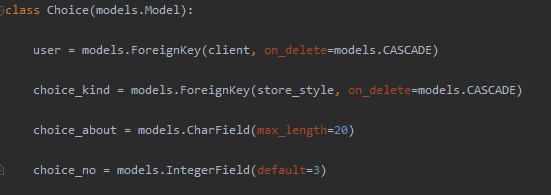 class Choice(models.Model):
user = models.ForeignKey(client, on_delete=models.CASCADE)
choice_kind = models.ForeignKey(store_style, on_delete=models.CASCADE)
choice_about = models.CharField(max_length=20)
choice_no = models.IntegerField(default=3)